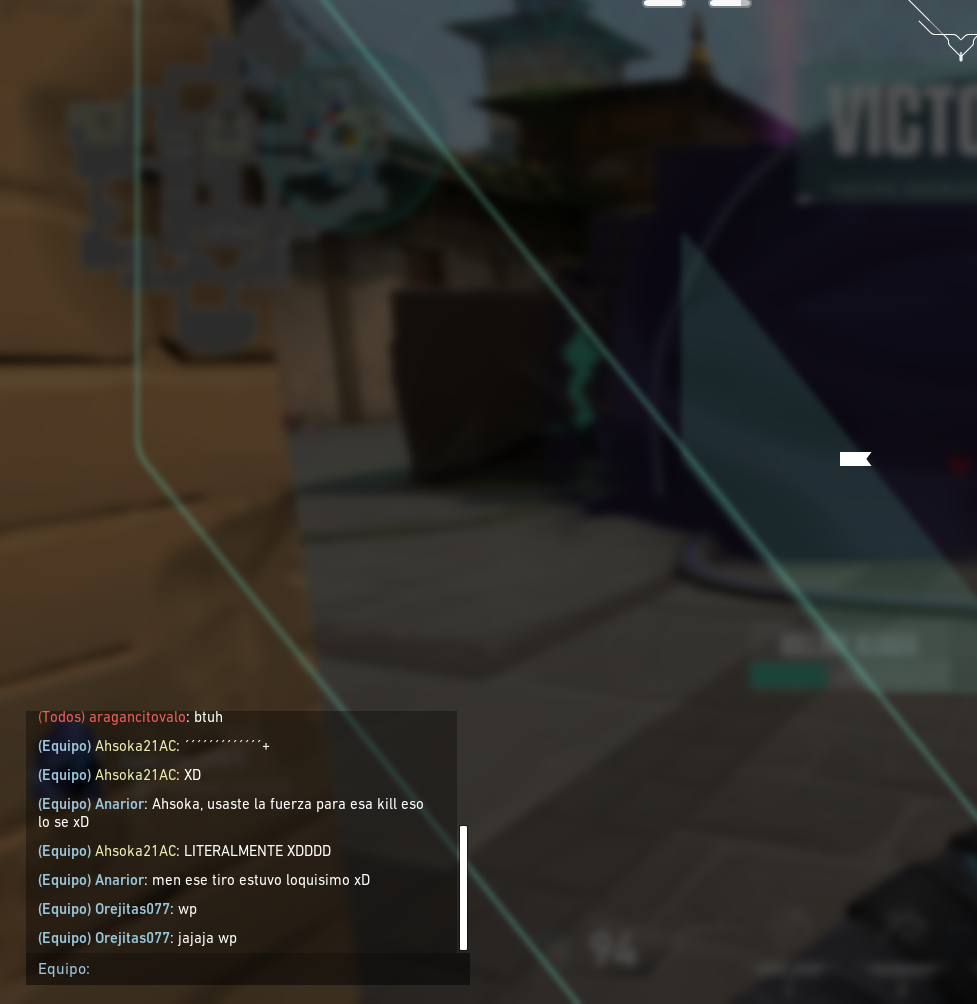 VICTO
(Todos) aragancitovalo: btuh
(Equipo) Ahsoka21AC: ´´´´´´´´´´´´´+
(Equipo) Ahsoka21AC: XD
(Equipo) Anarior: Ahsoka, usaste la fuerza para esa kill eso
lo se xD
(Equipo) Ahsoka21AC: LITERALMENTE XDDDD
(Equipo) Anarior: men ese tiro estuvo loquisimo xD
(Equipo) Orejitas077: wp
(Equipo) Orejitas077: jajaja wp
94
Equipo: